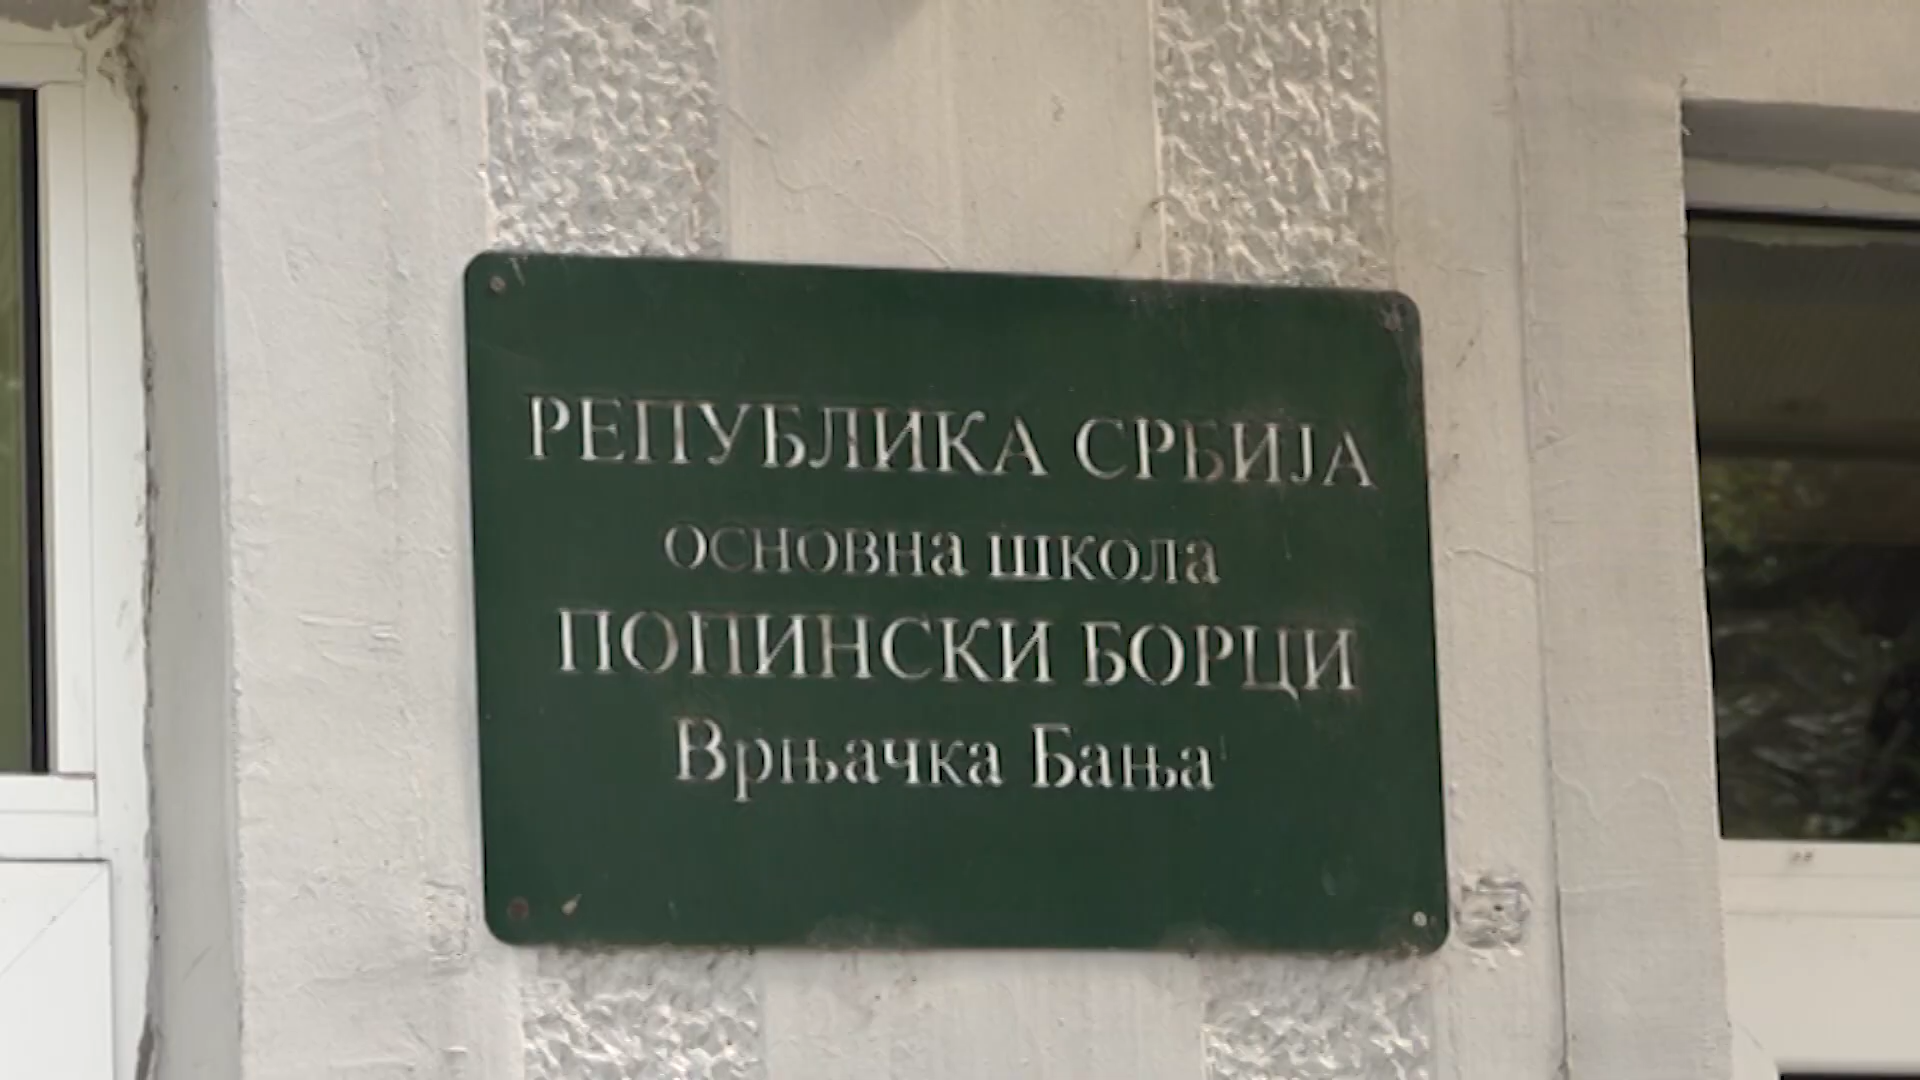 РЕПУБЛИКА СРБИЈА
основна школа
ПОПИНСКИ БОРЦИ
Врњачка Бања